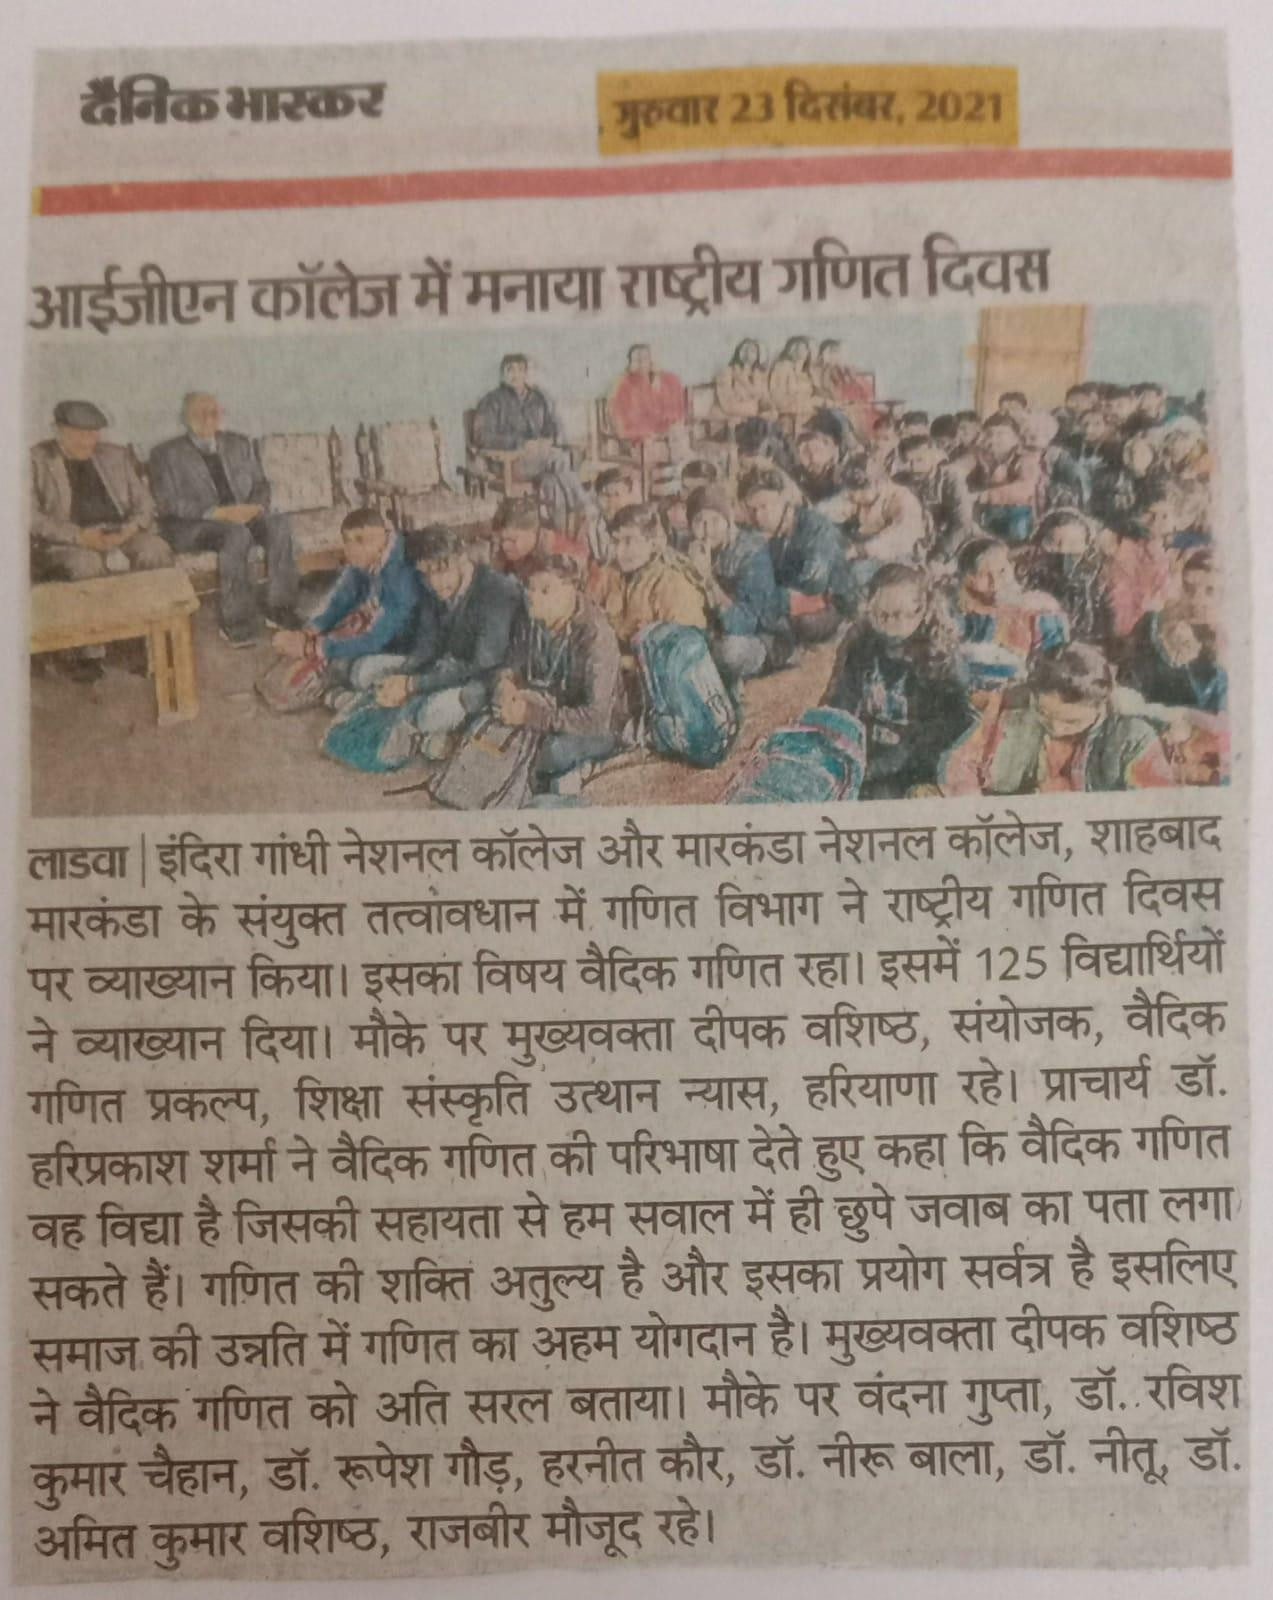 दैनिक भास्कर
गुरुवार 23 दिसंबर, 2021
आईजीएन कॉलेज में मनाया राष्ट्रीय गणित दिवस
लाडवा | इंदिरा गांधी नेशनल कॉलेज और मारकंडा नेशनल कॉलेज, शाहबाद
मारकंडा के संयुक्त तत्वावधान में गणित विभाग ने राष्ट्रीय गणित दिवस
पर व्याख्यान किया। इसका विषय वैदिक गणित रहा। इसमें 125 विद्यार्थियों
ने व्याख्यान दिया। मौके पर मुख्यवक्ता दीपक वशिष्ठ, संयोजक, वैदिक
गणित प्रकल्प, शिक्षा संस्कृति उत्थान न्यास, हरियाणा रहे। प्राचार्य डॉ.
हरिप्रकाश शर्मा ने वैदिक गणित की परिभाषा देते हुए कहा कि वैदिक गणित
वह विद्या है जिसकी सहायता से हम सवाल में ही छुपे जवाब का पता लगा
सकते हैं। गणित की शक्ति अतुल्य है और इसका प्रयोग सर्वत्र है इसलिए
समाज की उन्नति में गणित का अहम योगदान है। मुख्यवक्ता दीपक वशिष्ठ
ने वैदिक गणित को अति सरल बताया। मौके पर वंदना गुप्ता, डॉ. रविश
कुमार चैहान, डॉ. रूपेश गौड़, हरनीत कौर, डॉ. नीरू बाला, डॉ. नीतू, डॉ.
अमित कुमार वशिष्ठ, राजबीर मौजूद रहे।